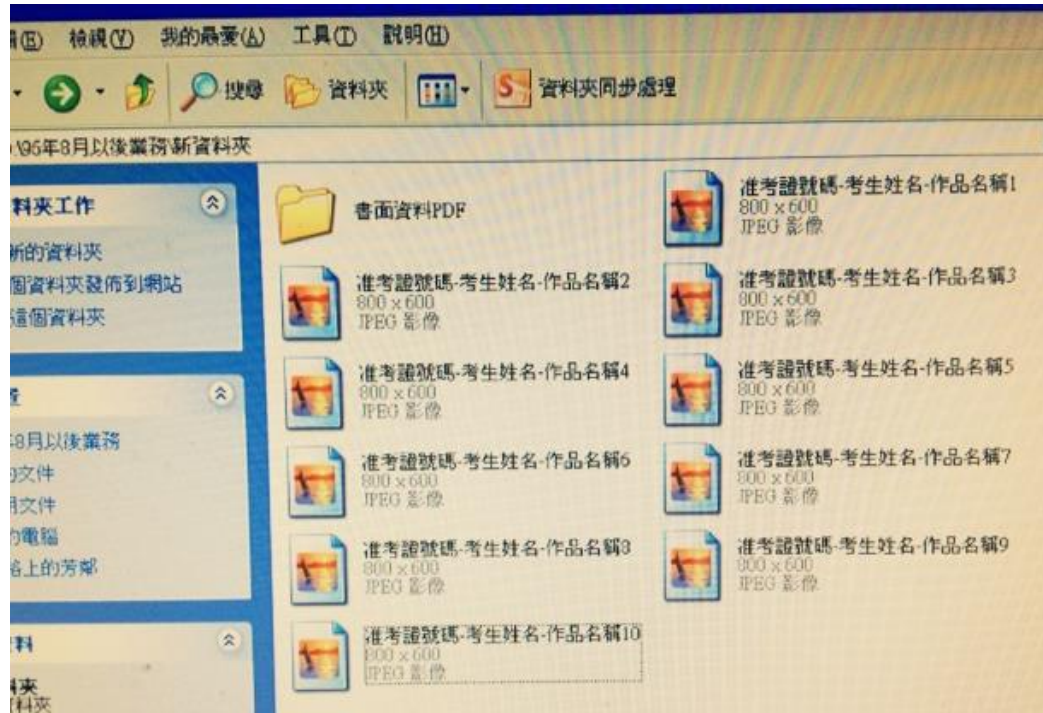 (E) 檢視(V) 我的最愛(A) 工具(T) 說明(H)
搜尋 資料夾 S 資料夾同步處理
\95年8月以後業務\新資料夾
料夾工作
新的資料夾
個資料夾發佈到網站
這個資料夾
8月以後業務
文件
用文件
的電腦
路上的芳鄰
料
料夾
料夾
書面資料PDF
准考證號碼-考生姓名-作品名稱1
800 x 600
JPEG 影像
准考證號碼-考生姓名-作品名稱2
800 x 600
JPEG 影像
准考證號碼-考生姓名-作品名稱3
800 x 600
JPEG 影像
准考證號碼-考生姓名-作品名稱4
800 x 600
JPEG 影像
准考證號碼-考生姓名-作品名稱5
800 x 600
JPEG 影像
准考證號碼-考生姓名-作品名稱6
800 x 600
JPEG 影像
准考證號碼-考生姓名-作品名稱7
800 x 600
JPEG 影像
准考證號碼-考生姓名-作品名稱8
800 x 600
JPEG 影像
准考證號碼-考生姓名-作品名稱9
800 x 600
JPEG 影像
准考證號碼-考生姓名-作品名稱10
800 x 600
JPEG 影像